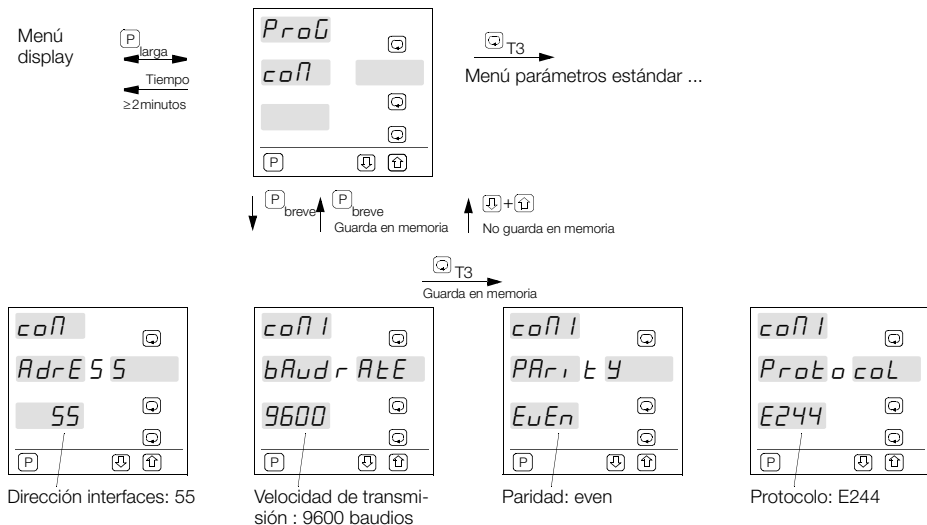 Menú
display
P
larga
Tiempo
≥2minutos
ProG
coM
P
T3
Menú parámetros estándar ...
P
breve
P
breve
Guarda en memoria
+
No guarda en memoria
T3
Guarda en memoria
coM
AdrESS
55
P
Dirección interfaces: 55
coM1
bAudrAtE
9600
P
Velocidad de transmi-
sión : 9600 baudios
coM1
PAritY
EvEn
P
Paridad: even
coM1
ProtocoL
E244
P
Protocolo: E244